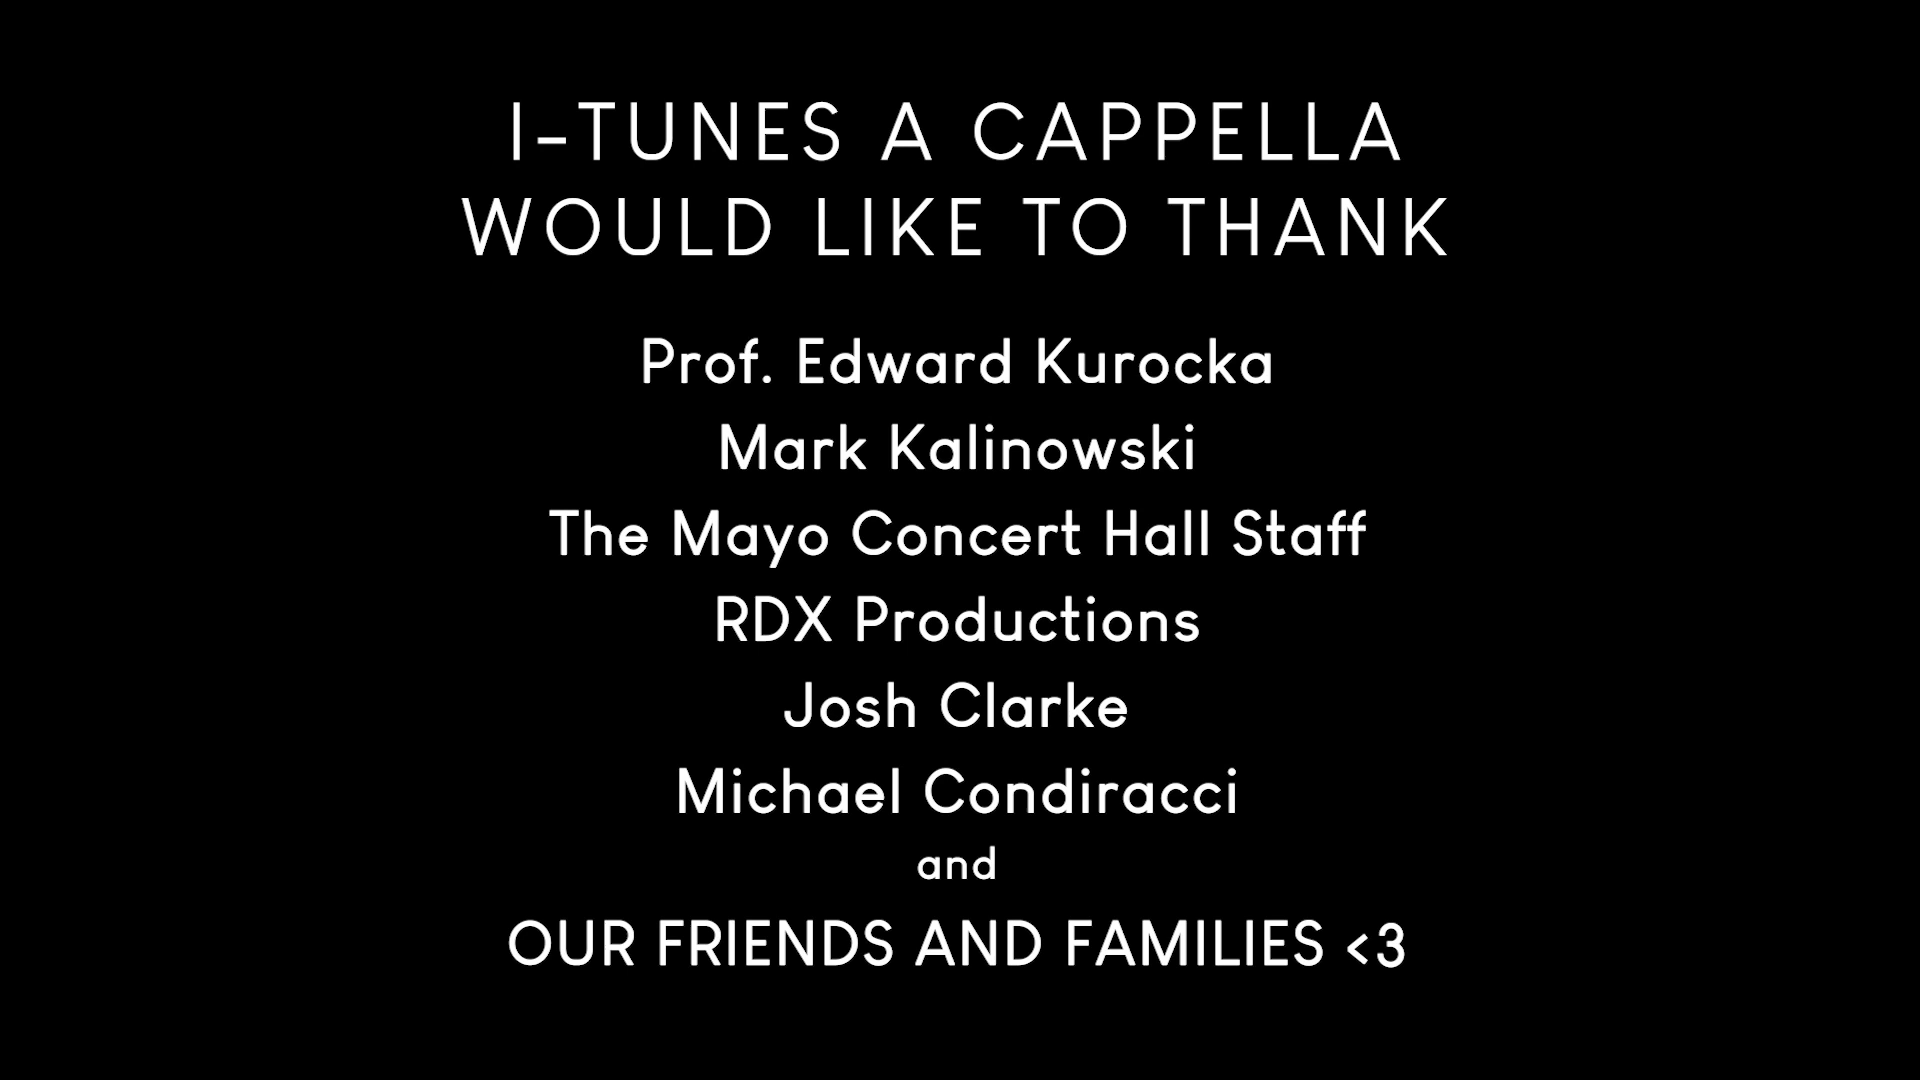 I-TUNES A CAPPELLA
WOULD LIKE TO THANK
Prof. Edward Kurocka
Mark Kalinowski
The Mayo Concert Hall Staff
RDX Productions
Josh Clarke
Michael Condiracci
and
OUR FRIENDS AND FAMILIES <3